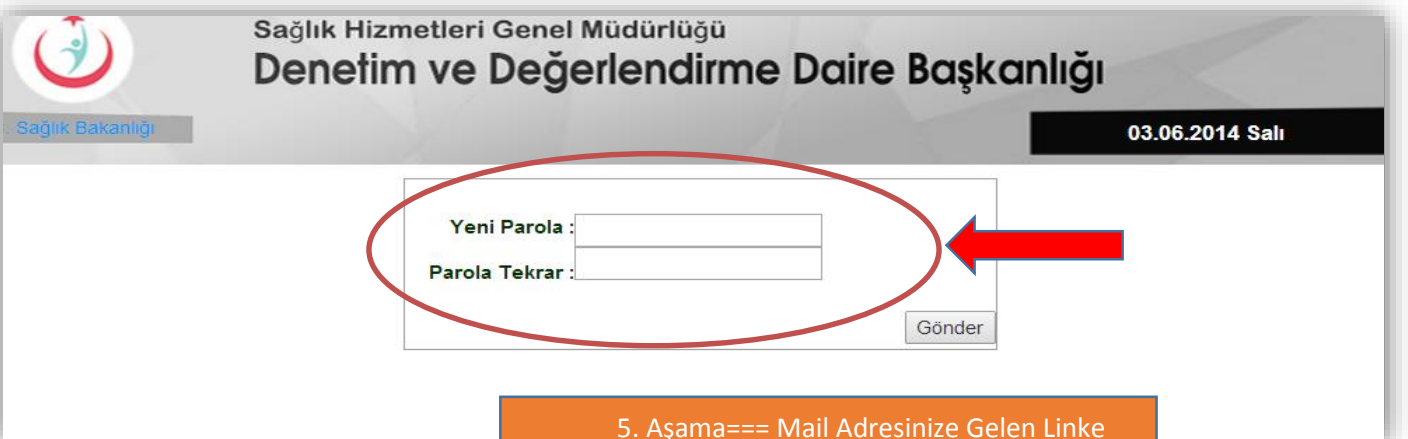 Sağlık Hizmetleri Genel Müdürlüğü
Denetim ve Değerlendirme Daire Başkanlığı
. Sağlık Bakanlığı
03.06.2014 Salı
Yeni Parola :
Parola Tekrar :
Gönder
5. Aşama=== Mail Adresinize Gelen Linke